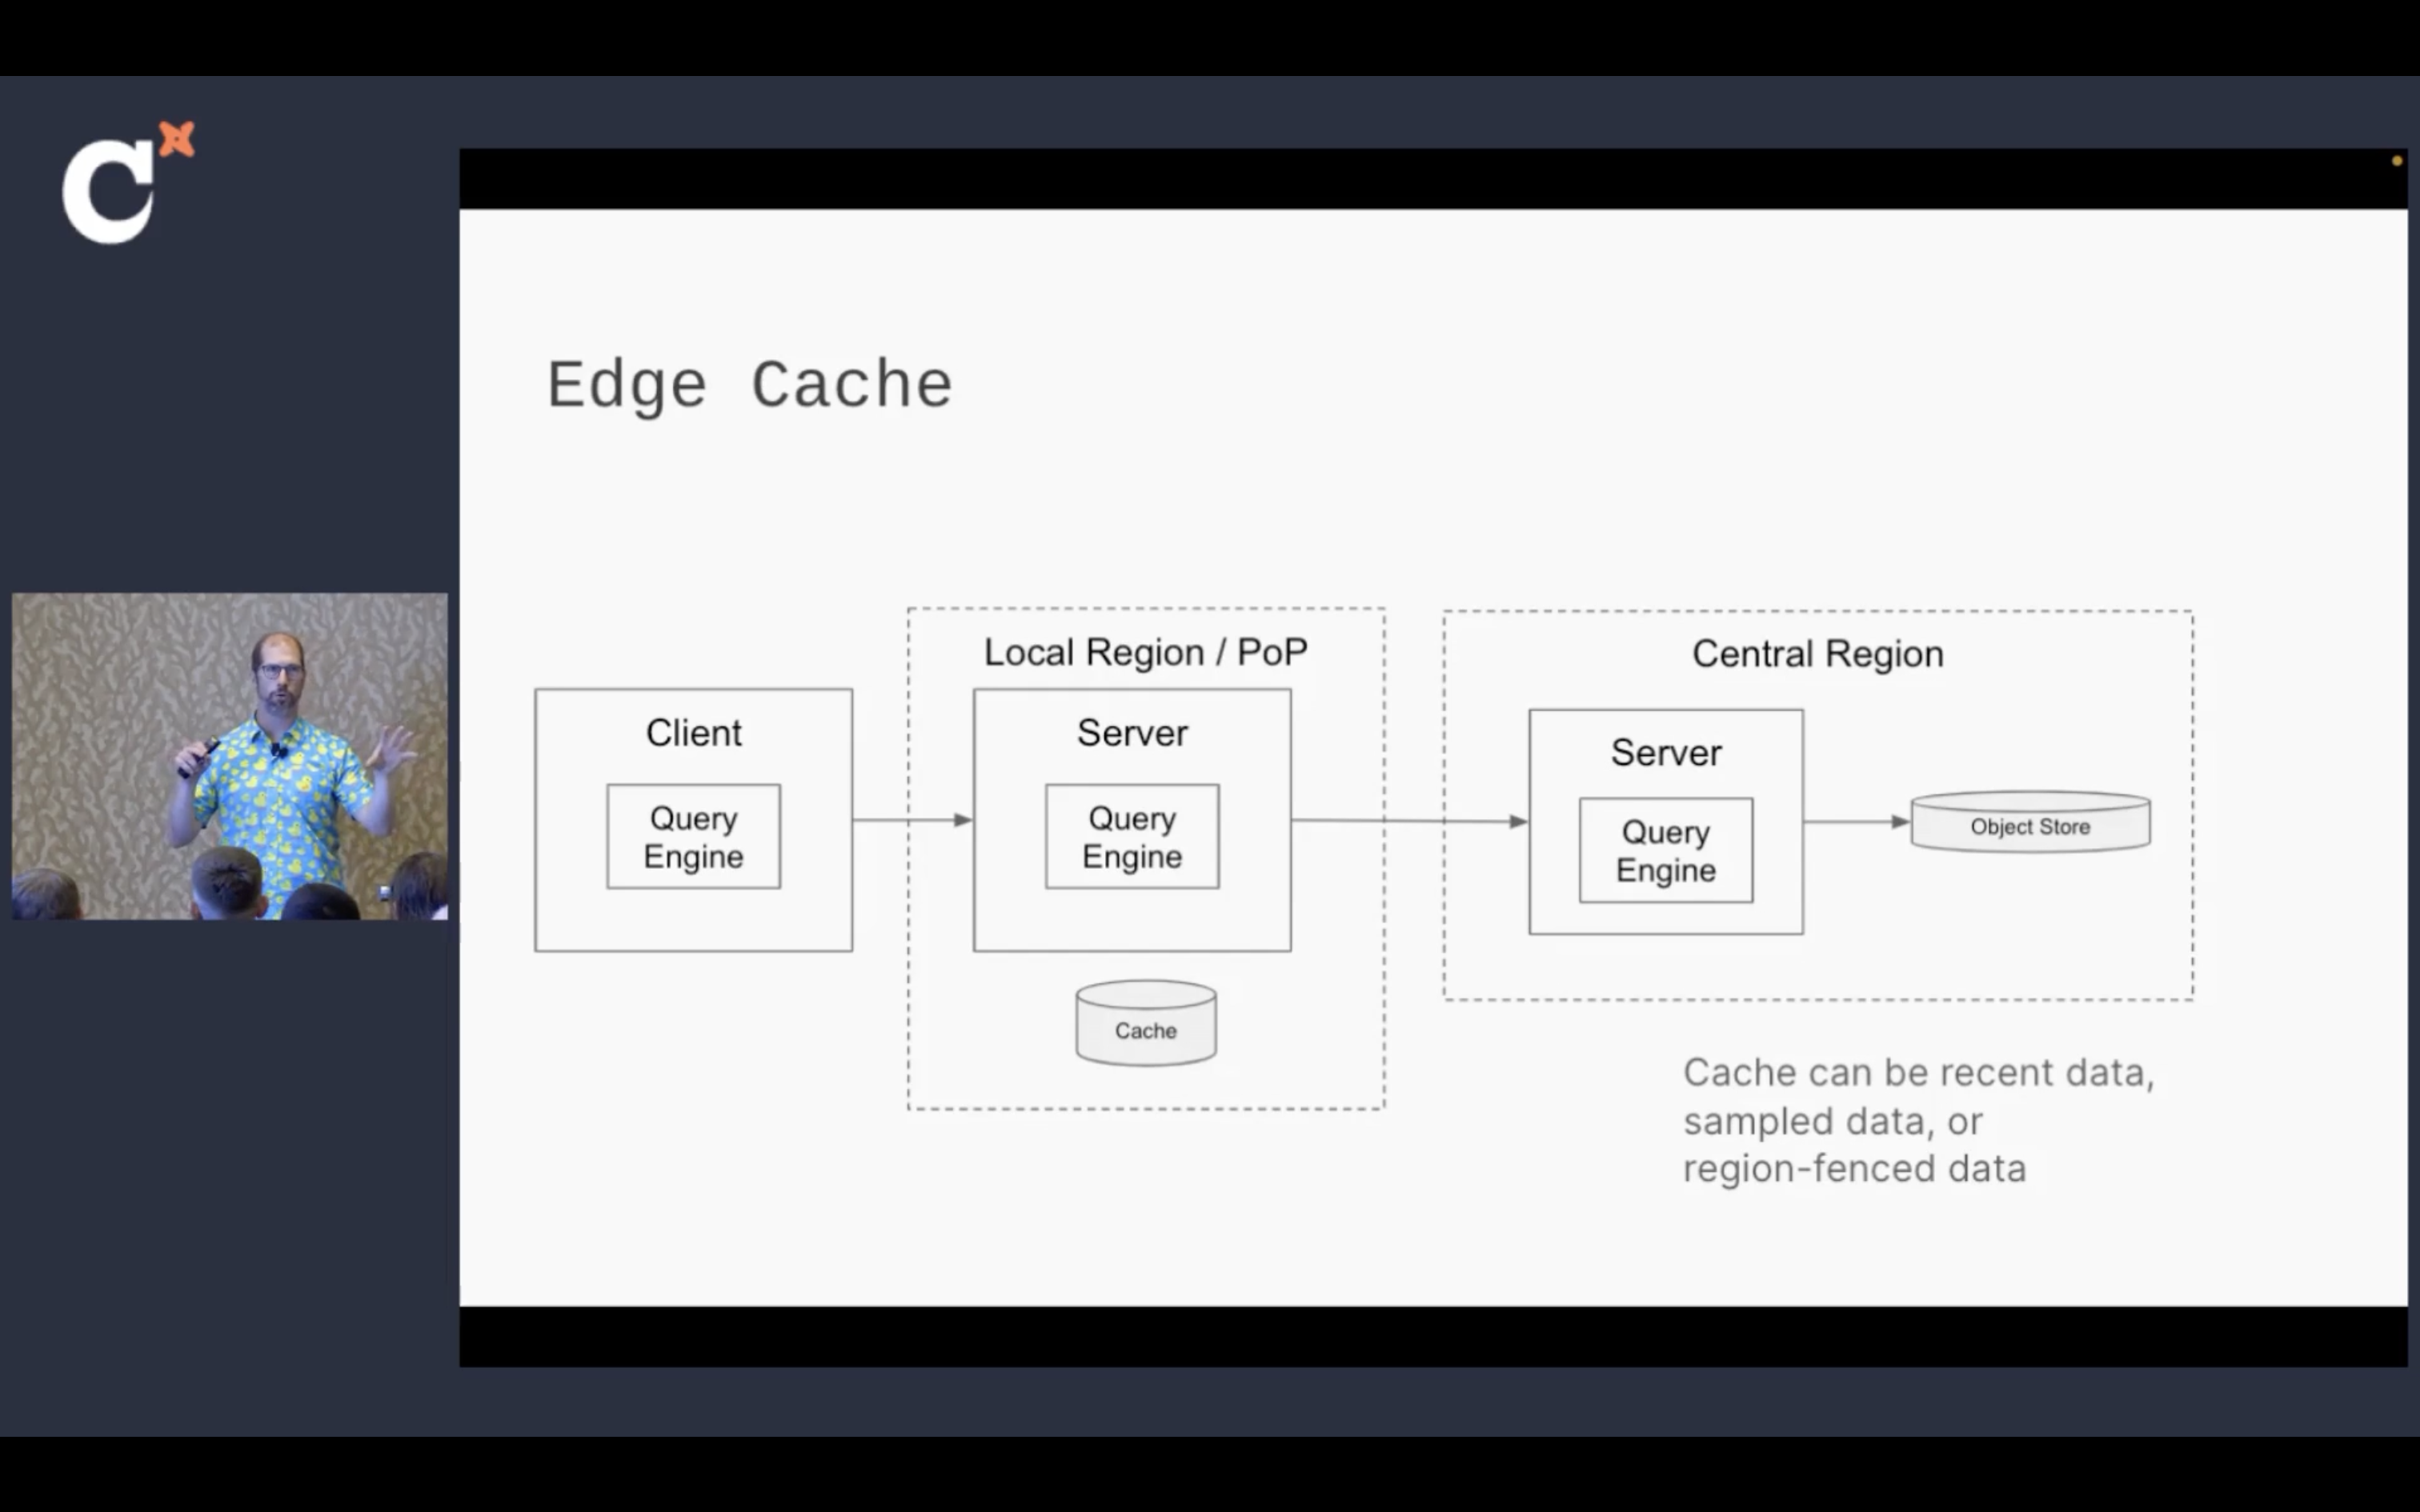 C
Edge Cache
Client
Query
Engine
Local Region / PoP
Server
Query
Engine
Cache
Central Region
Server
Query
Engine
Object Store
Cache can be recent data,
sampled data, or
region-fenced data